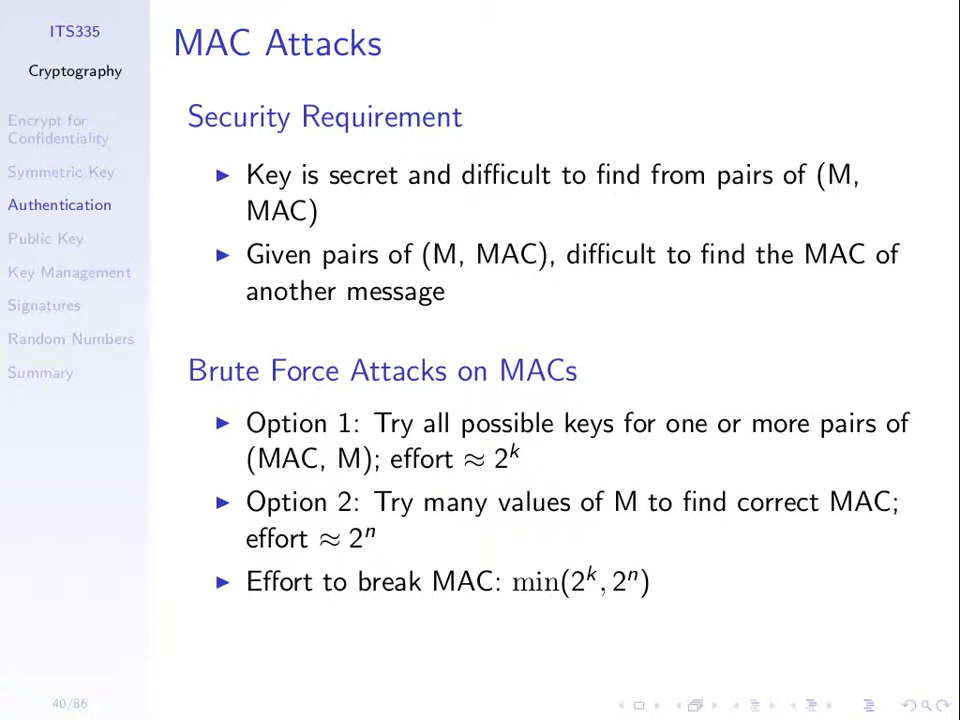 ITS335
Cryptography
Encrypt for
Confidentiality
Symmetric Key
Authentication
Public Key
Key Management
Signatures
Random Numbers
Summary
40/86
MAC Attacks
Security Requirement
▶ Key is secret and difficult to find from pairs of (M,
MAC)
▶ Given pairs of (M, MAC), difficult to find the MAC of
another message
Brute Force Attacks on MACs
▶ Option 1: Try all possible keys for one or more pairs of
(MAC, M); effort ≈ 2^k
▶ Option 2: Try many values of M to find correct MAC;
effort ≈ 2^n
▶ Effort to break MAC: min(2^k, 2^n)